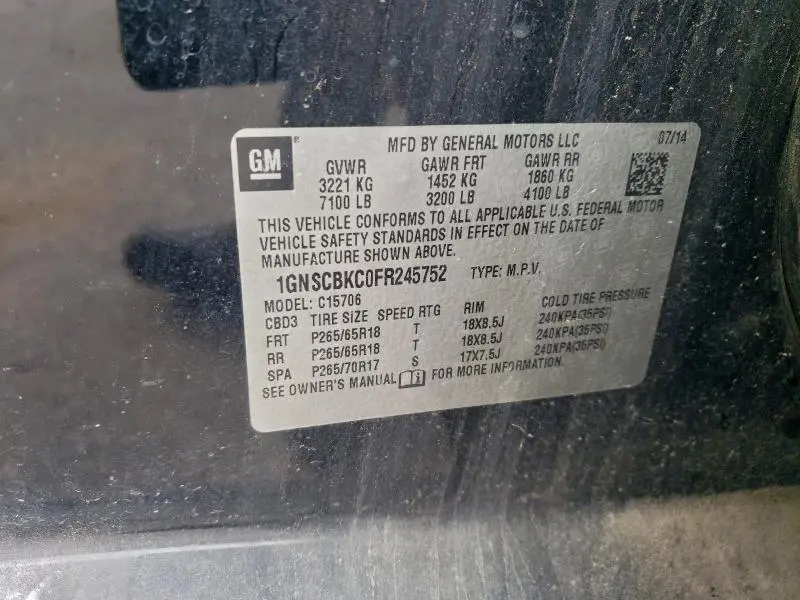 GM
MFD BY GENERAL MOTORS LLC 07/14
GVWR GAWR FRT GAWR RR
3221 KG 1452 KG 1860 KG
7100 LB 3200 LB 4100 LB
THIS VEHICLE CONFORMS TO ALL APPLICABLE U.S. FEDERAL MOTOR
VEHICLE SAFETY STANDARDS IN EFFECT ON THE DATE OF
MANUFACTURE SHOWN ABOVE.
1GNSCBKC0FR245752 TYPE: M.P.V.
MODEL: C15706
CBD3 TIRE SIZE SPEED RTG RIM COLD TIRE PRESSURE
FRT P265/65R18 T 18X8.5J 240KPA(35PSI)
RR P265/65R18 T 18X8.5J 240KPA(35PSI)
SPA P265/70R17 S 17X7.5J 240KPA(35PSI)
SEE OWNER'S MANUAL FOR MORE INFORMATION.